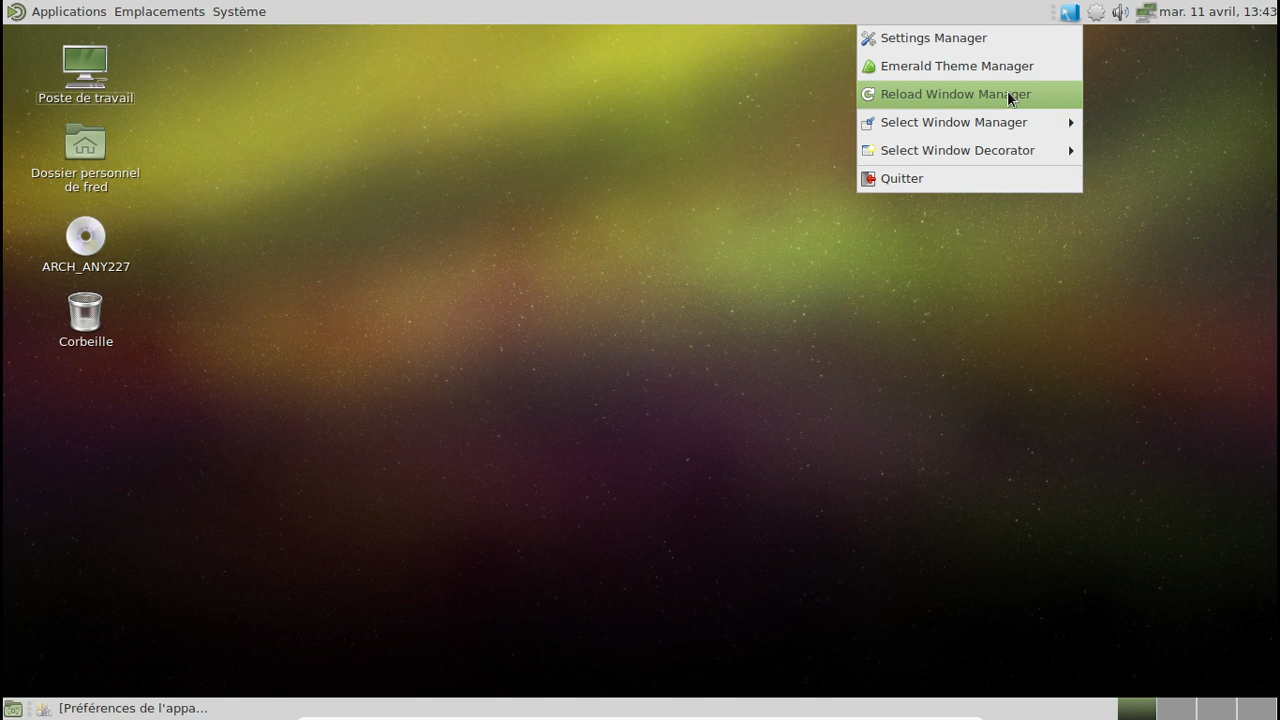 Applications Emplacements Système
mar. 11 avril, 13:43
Settings Manager
Emerald Theme Manager
Reload Window Manager
Select Window Manager
Select Window Decorator
Quitter
Poste de travail
Dossier personnel
de fred
ARCH_ANY227
Corbeille
[Préférences de l'appa...